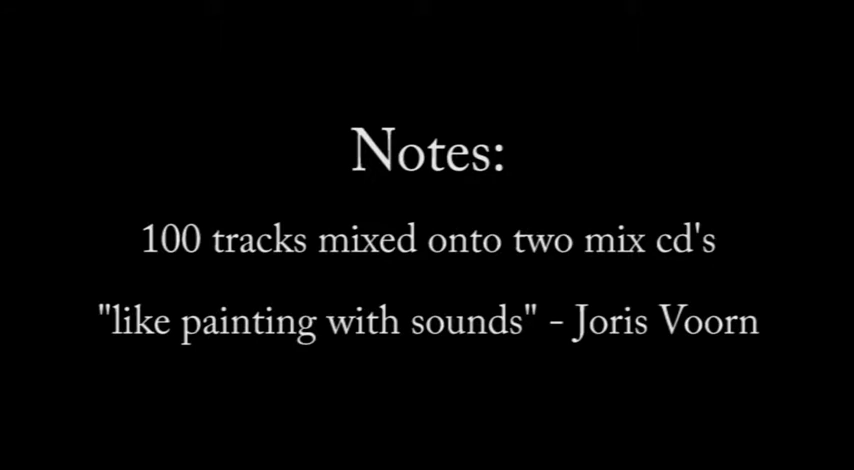 Notes:
100 tracks mixed onto two mix cd's
"like painting with sounds" - Joris Voorn